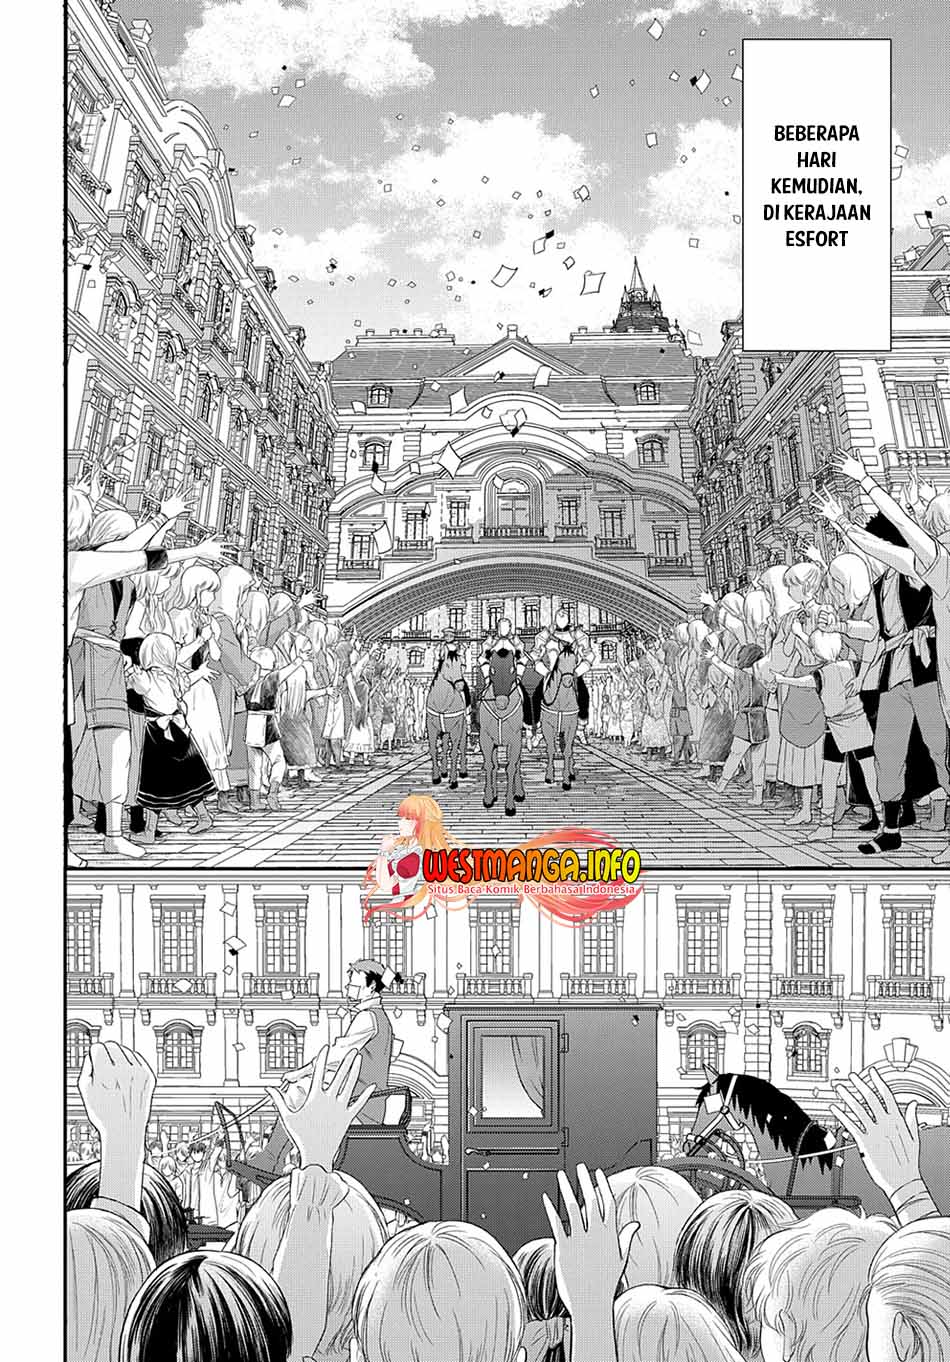 BEBERAPA
HARI
KEMUDIAN,
DI KERAJAAN
ESFORT
WESTMANGA.INFO
Situs Baca Komik Berbahasa Indonesia